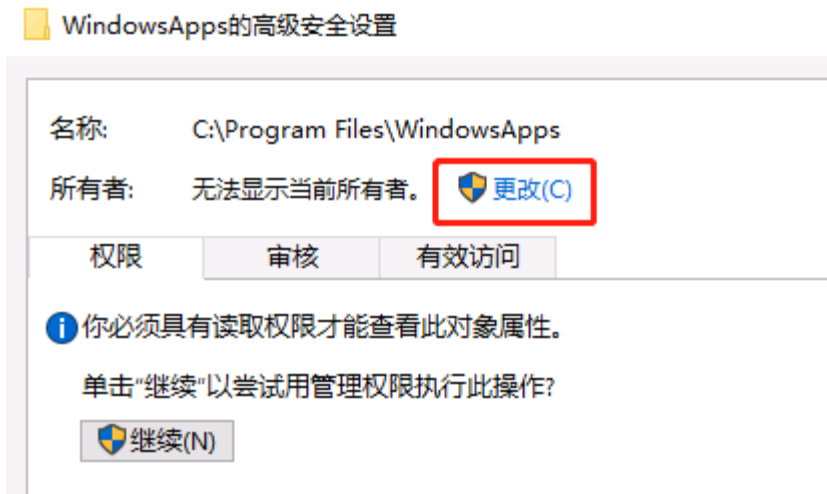 WindowsApps的高级安全设置
名称: C:\Program Files\WindowsApps
所有者: 无法显示当前所有者。 更改(C)
权限 审核 有效访问
你必须具有读取权限才能查看此对象属性。
单击“继续”以尝试用管理权限执行此操作?
继续(N)